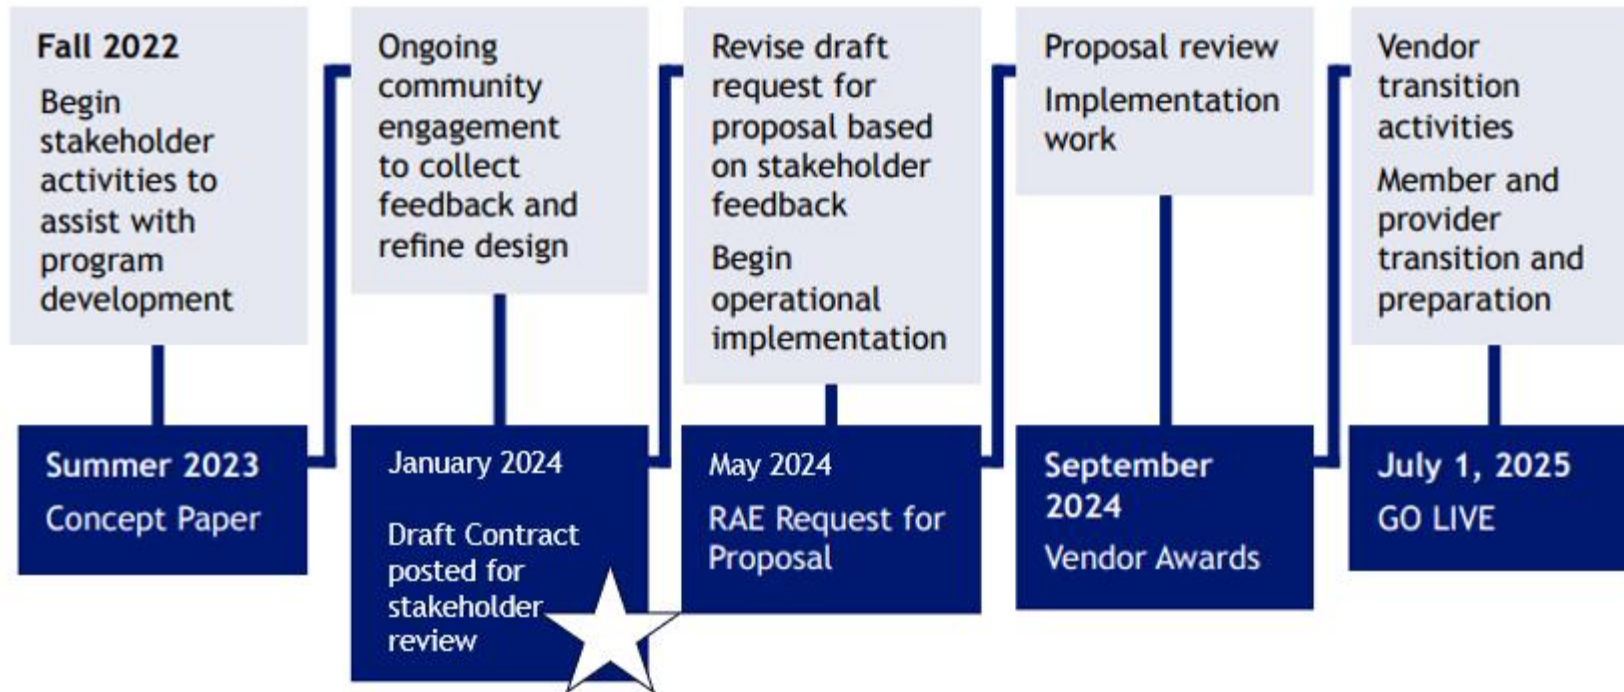 Fall 2022
Begin
stakeholder
activities to
assist with
program
development
Summer 2023
Concept Paper
Ongoing
community
engagement
to collect
feedback and
refine design
January 2024
Draft Contract
posted for
stakeholder
review
Revise draft
request for
proposal based
on stakeholder
feedback
Begin
operational
implementation
May 2024
RAE Request for
Proposal
Proposal review
Implementation
work
September
2024
Vendor Awards
Vendor
transition
activities
Member and
provider
transition and
preparation
July 1, 2025
GO LIVE